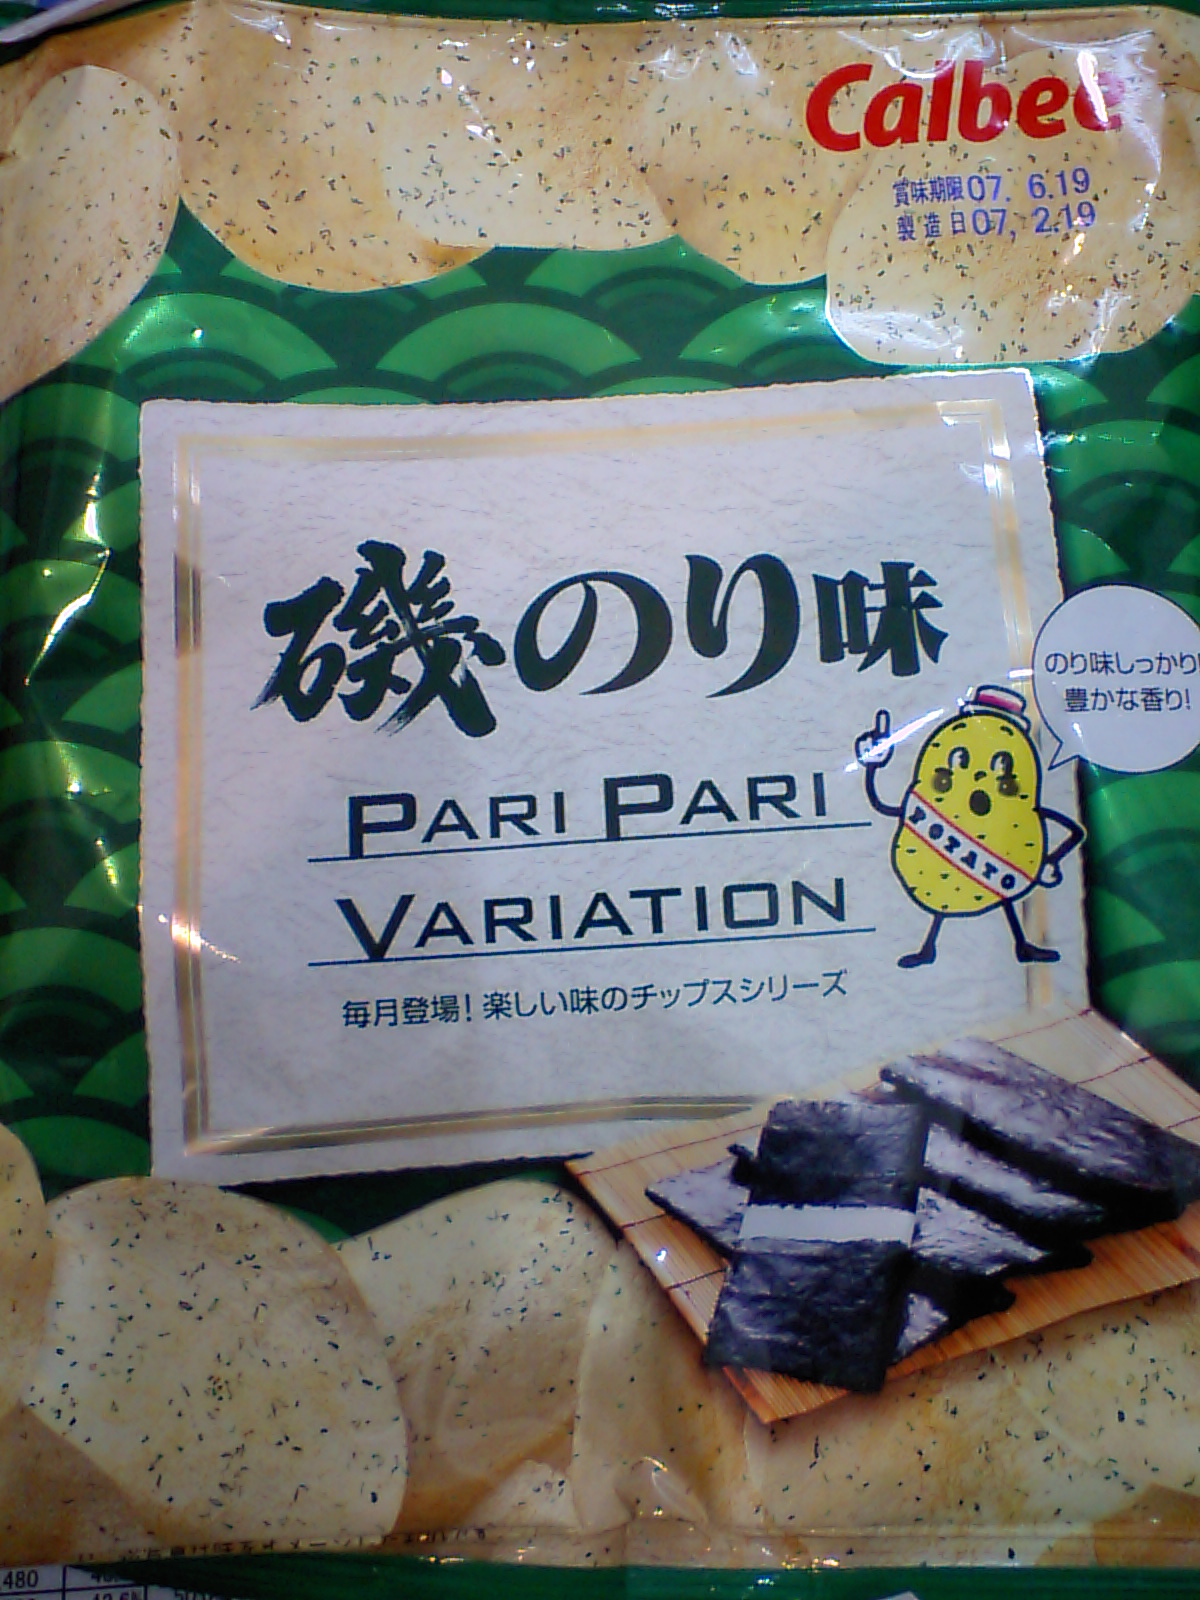 Calbee
賞味期限07. 6.19
製造日07, 2.19
磯のり味
のり味しっかり!
豊かな香り!
PARI PARI
VARIATION
POTATO
毎月登場!楽しい味のチップスシリーズ
480